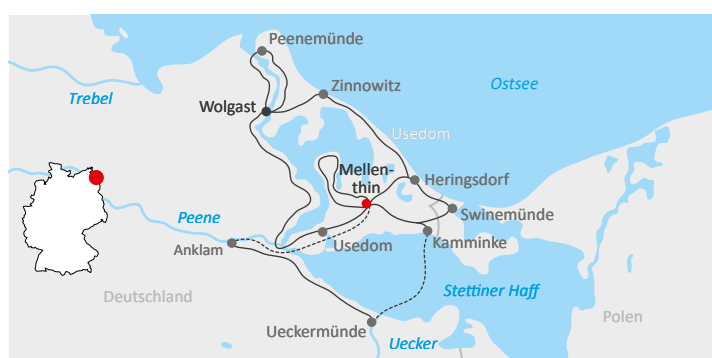 Peenemünde
Zinnowitz
Ostsee
Trebel
Wolgast
Usedom
Mellen-
thin
Heringsdorf
Swinemünde
Peene
Anklam
Usedom
Kamminke
Deutschland
Stettiner Haff
Polen
Ueckermünde
Uecker